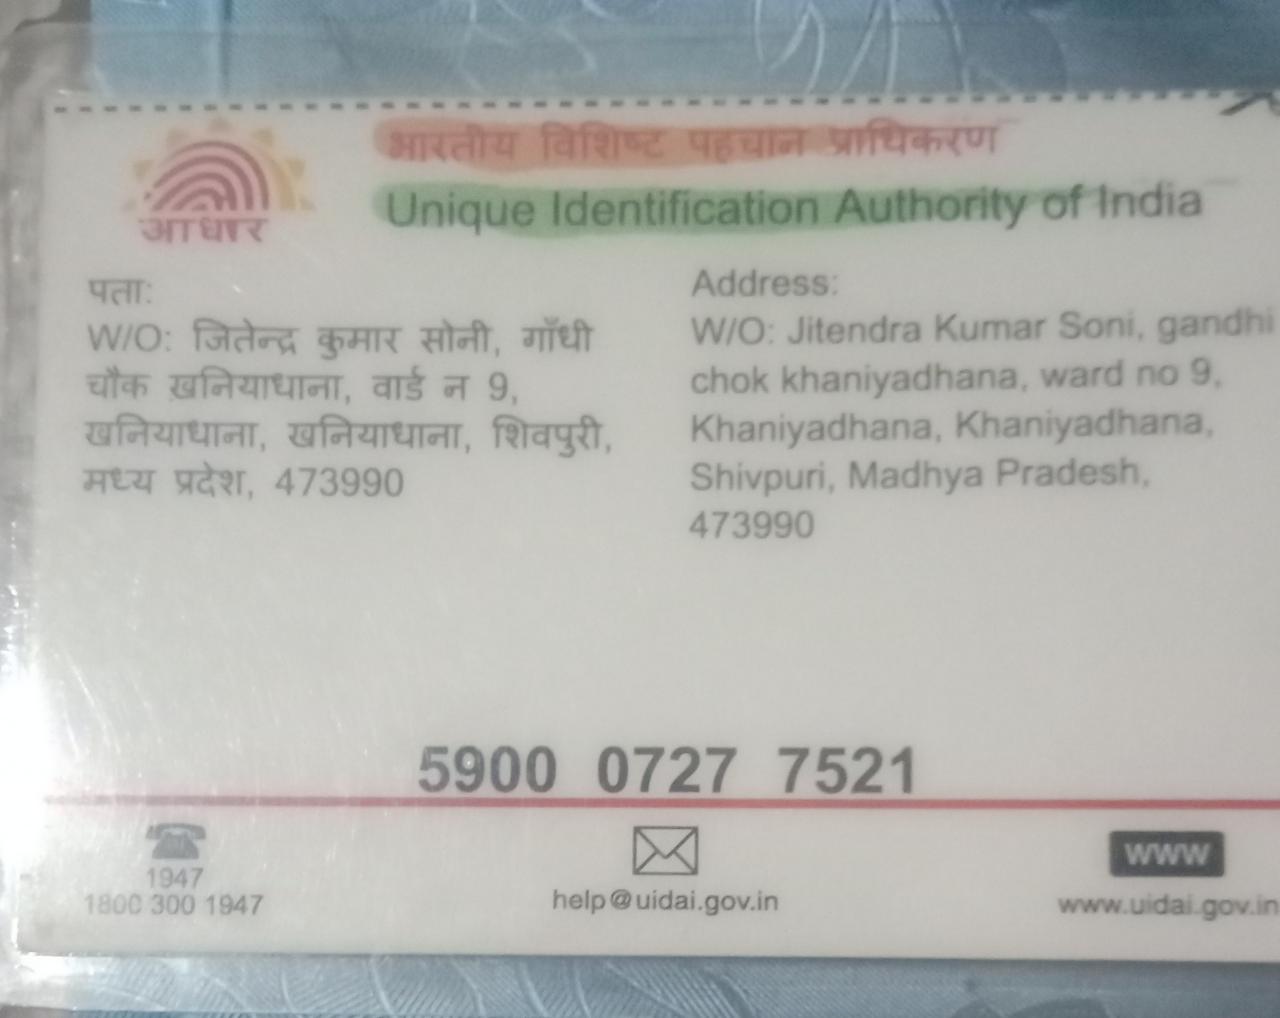 भारतीय विशिष्ट पहचान प्राधिकरण
Unique Identification Authority of India
आधार
पता:
W/O: जितेन्द्र कुमार सोनी, गाँधी
चौक खनियाधाना, वार्ड न 9,
खनियाधाना, खनियाधाना, शिवपुरी,
मध्य प्रदेश, 473990
Address:
W/O: Jitendra Kumar Soni, gandhi
chok khaniyadhana, ward no 9,
Khaniyadhana, Khaniyadhana,
Shivpuri, Madhya Pradesh,
473990
5900 0727 7521
1947
1800 300 1947
help@uidai.gov.in
www
www.uidai.gov.in